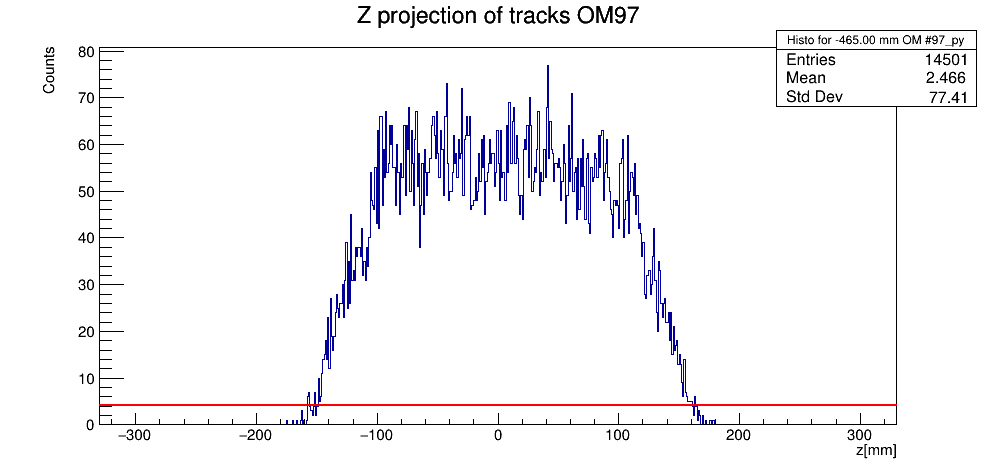 Z projection of tracks OM97
Histo for -465.00 mm OM #97_py
Entries 14501
Mean 2.466
Std Dev 77.41
Counts
80
70
60
50
40
30
20
10
0
−300 −200 −100 0 100 200 300
z[mm]